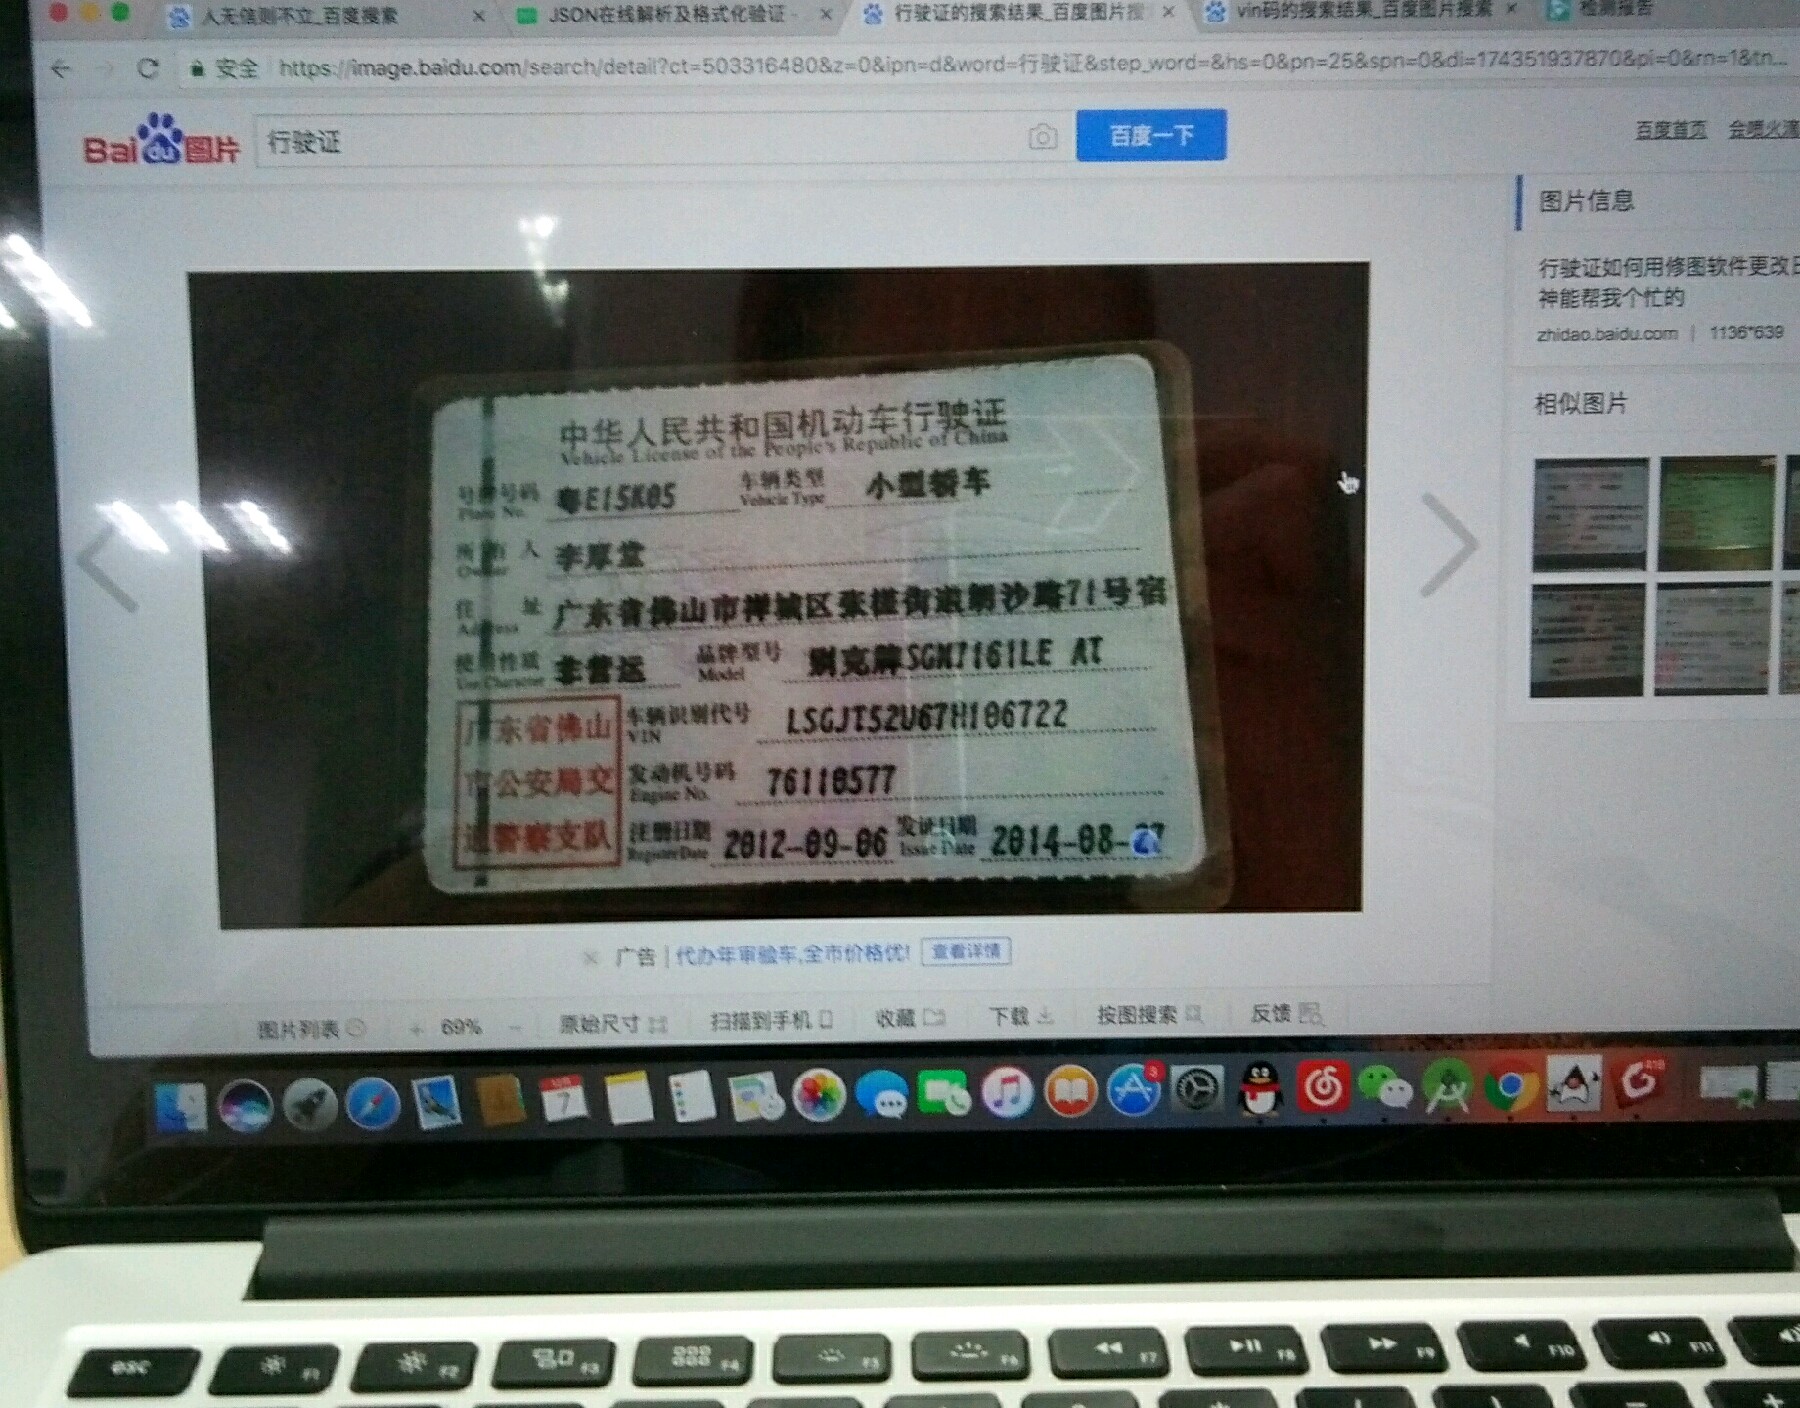 人无信则不立_百度搜索
JSON在线解析及格式化验证 -
行驶证的搜索结果_百度图片搜
vin码的搜索结果_百度图片搜索
检测报告
安全 https://image.baidu.com/search/detail?ct=503316480&z=0&ipn=d&word=行驶证&step_word=&hs=0&pn=25&spn=0&di=174351937870&pi=0&rn=1&tn...
Bai du 图片
行驶证
百度一下
百度首页
图片信息
行驶证如何用修图软件更改日
神能帮我个忙的
zhidao.baidu.com | 1136*639
相似图片
中华人民共和国机动车行驶证
Vehicle License of the People's Republic of China
号牌号码 粤E15K05 车辆类型 小型轿车
Plate No. Vehicle Type
所有人 李厚堂
Owner
住址 广东省佛山市禅城区张槎街道朗沙路71号宿
Address
使用性质 非营运 品牌型号 别克牌SGM7161LE AT
Use Character Model
广东省佛山
市公安局交
通警察支队
车辆识别代号 LSGJT52U67H106722
VIN
发动机号码 76110577
Engine No.
注册日期 2012-09-06 发证日期 2014-08-27
Register Date Issue Date
广告 | 代办年审验车,全市价格优! 查看详情
图片列表 + 69% - 原始尺寸 扫描到手机 收藏 下载 按图搜索 反馈
7
3
esc F1 F2 F3 F4 F5 F6 F7 F8 F9 F10 F11